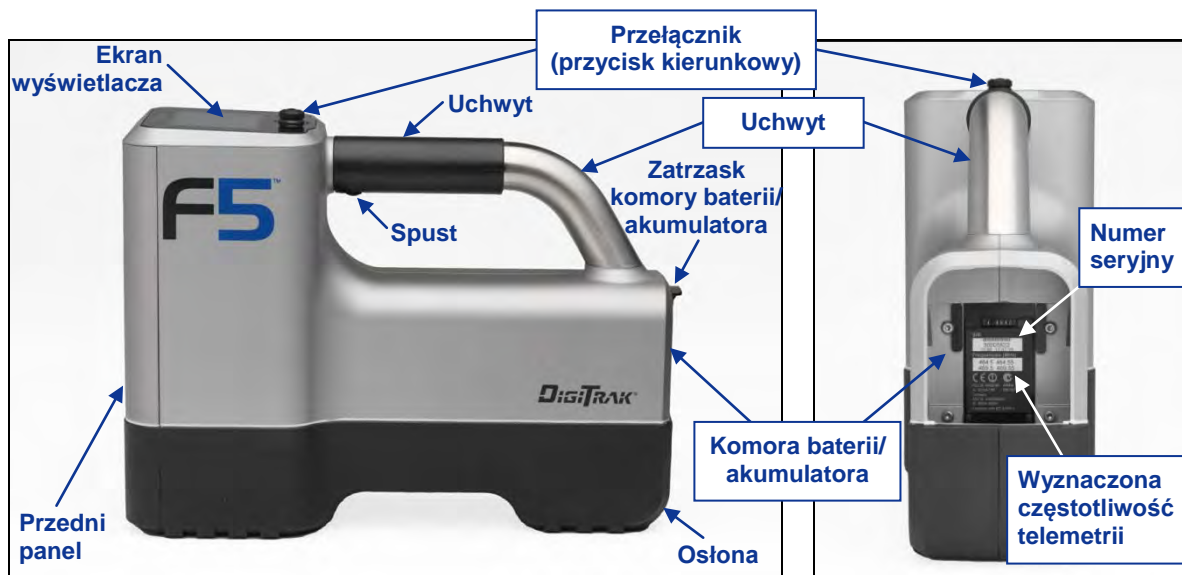 Ekran
wyświetlacza
Przełącznik
(przycisk kierunkowy)
Uchwyt
Uchwyt
Zatrzask
komory baterii/
akumulatora
Spust
F5™
DIGITRAK
Numer
seryjny
Komora baterii/
akumulatora
Wyznaczona
częstotliwość
telemetrii
Przedni
panel
Osłona